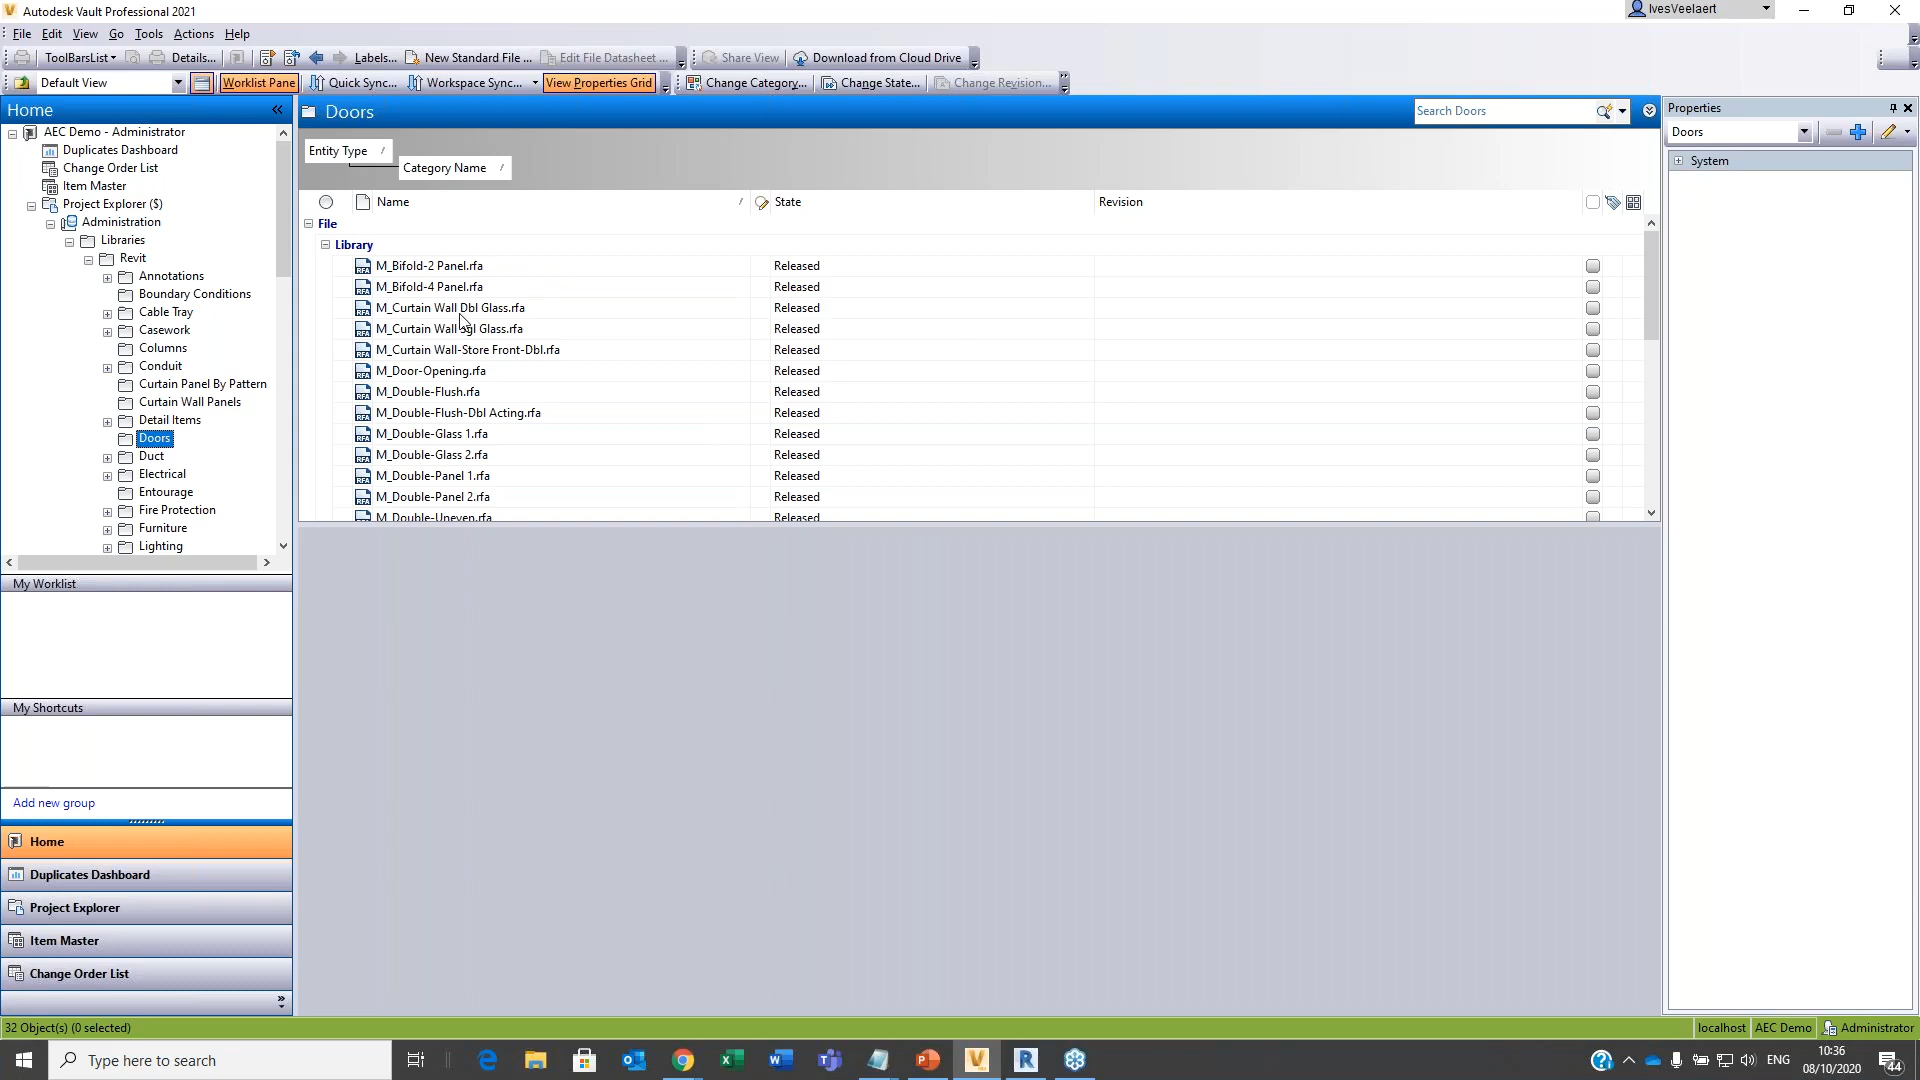 Autodesk Vault Professional 2021
IvesVeelaert
File Edit View Go Tools Actions Help
ToolBarsList Details... Labels... New Standard File ... Edit File Datasheet ... Share View Download from Cloud Drive
Default View Worklist Pane Quick Sync... Workspace Sync... View Properties Grid Change Category... Change State... Change Revision...
Home
AEC Demo - Administrator
Duplicates Dashboard
Change Order List
Item Master
Project Explorer ($)
Administration
Libraries
Revit
Annotations
Boundary Conditions
Cable Tray
Casework
Columns
Conduit
Curtain Panel By Pattern
Curtain Wall Panels
Detail Items
Doors
Duct
Electrical
Entourage
Fire Protection
Furniture
Lighting
My Worklist
My Shortcuts
Add new group
Home
Duplicates Dashboard
Project Explorer
Item Master
Change Order List
Doors
Search Doors
Entity Type
Category Name
Name State Revision
File
Library
M_Bifold-2 Panel.rfa Released
M_Bifold-4 Panel.rfa Released
M_Curtain Wall Dbl Glass.rfa Released
M_Curtain Wall Sgl Glass.rfa Released
M_Curtain Wall-Store Front-Dbl.rfa Released
M_Door-Opening.rfa Released
M_Double-Flush.rfa Released
M_Double-Flush-Dbl Acting.rfa Released
M_Double-Glass 1.rfa Released
M_Double-Glass 2.rfa Released
M_Double-Panel 1.rfa Released
M_Double-Panel 2.rfa Released
M_Double-Uneven.rfa Released
Properties
Doors
System
32 Object(s) (0 selected)
localhost AEC Demo Administrator
Type here to search
ENG
10:36
08/10/2020
44